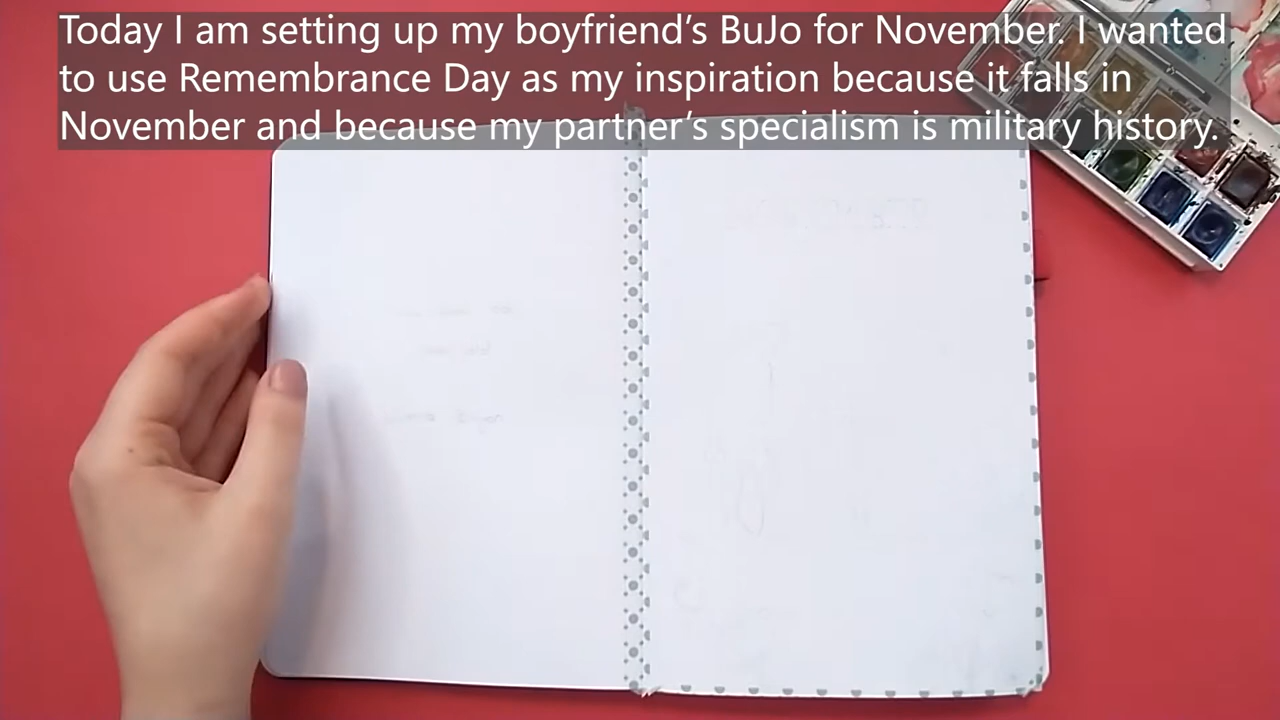 Today I am setting up my boyfriend's BuJo for November. I wanted
to use Remembrance Day as my inspiration because it falls in
November and because my partner's specialism is military history.